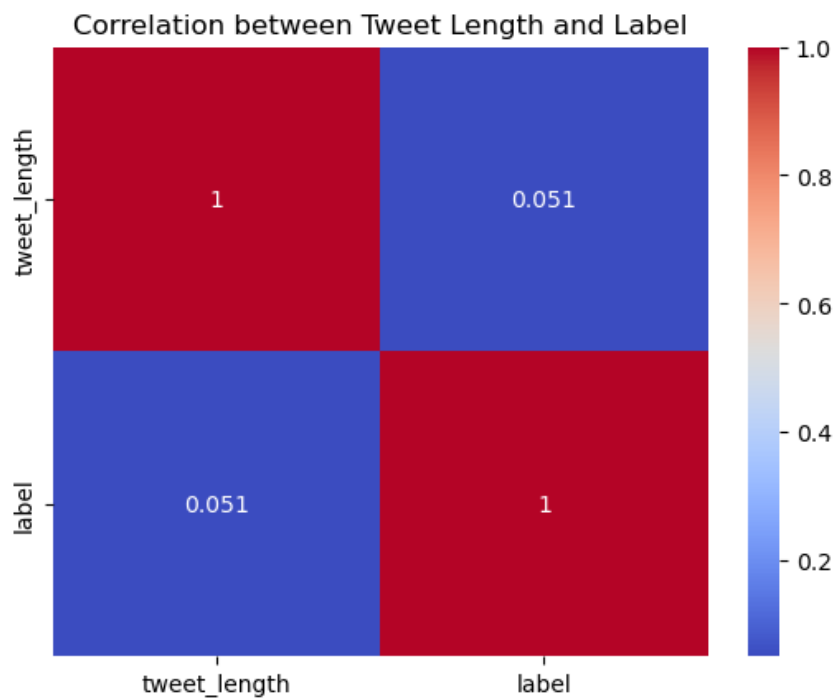 Correlation between Tweet Length and Label
tweet_length
1
0.051
label
0.051
1
tweet_length
label
1.0
0.8
0.6
0.4
0.2